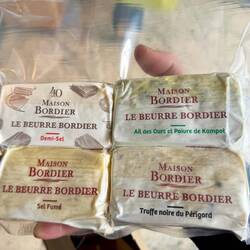 40
MAISON
BORDIER
LE BEURRE BORDIER
Demi-Sel
MAISON
BORDIER
LE BEURRE BORDIER
Ail des Ours et Poivre de Kampot
MAISON
BORDIER
LE BEURRE BORDIER
Sel Fumé
MAISON
BORDIER
LE BEURRE BORDIER
Truffe noire du Périgord